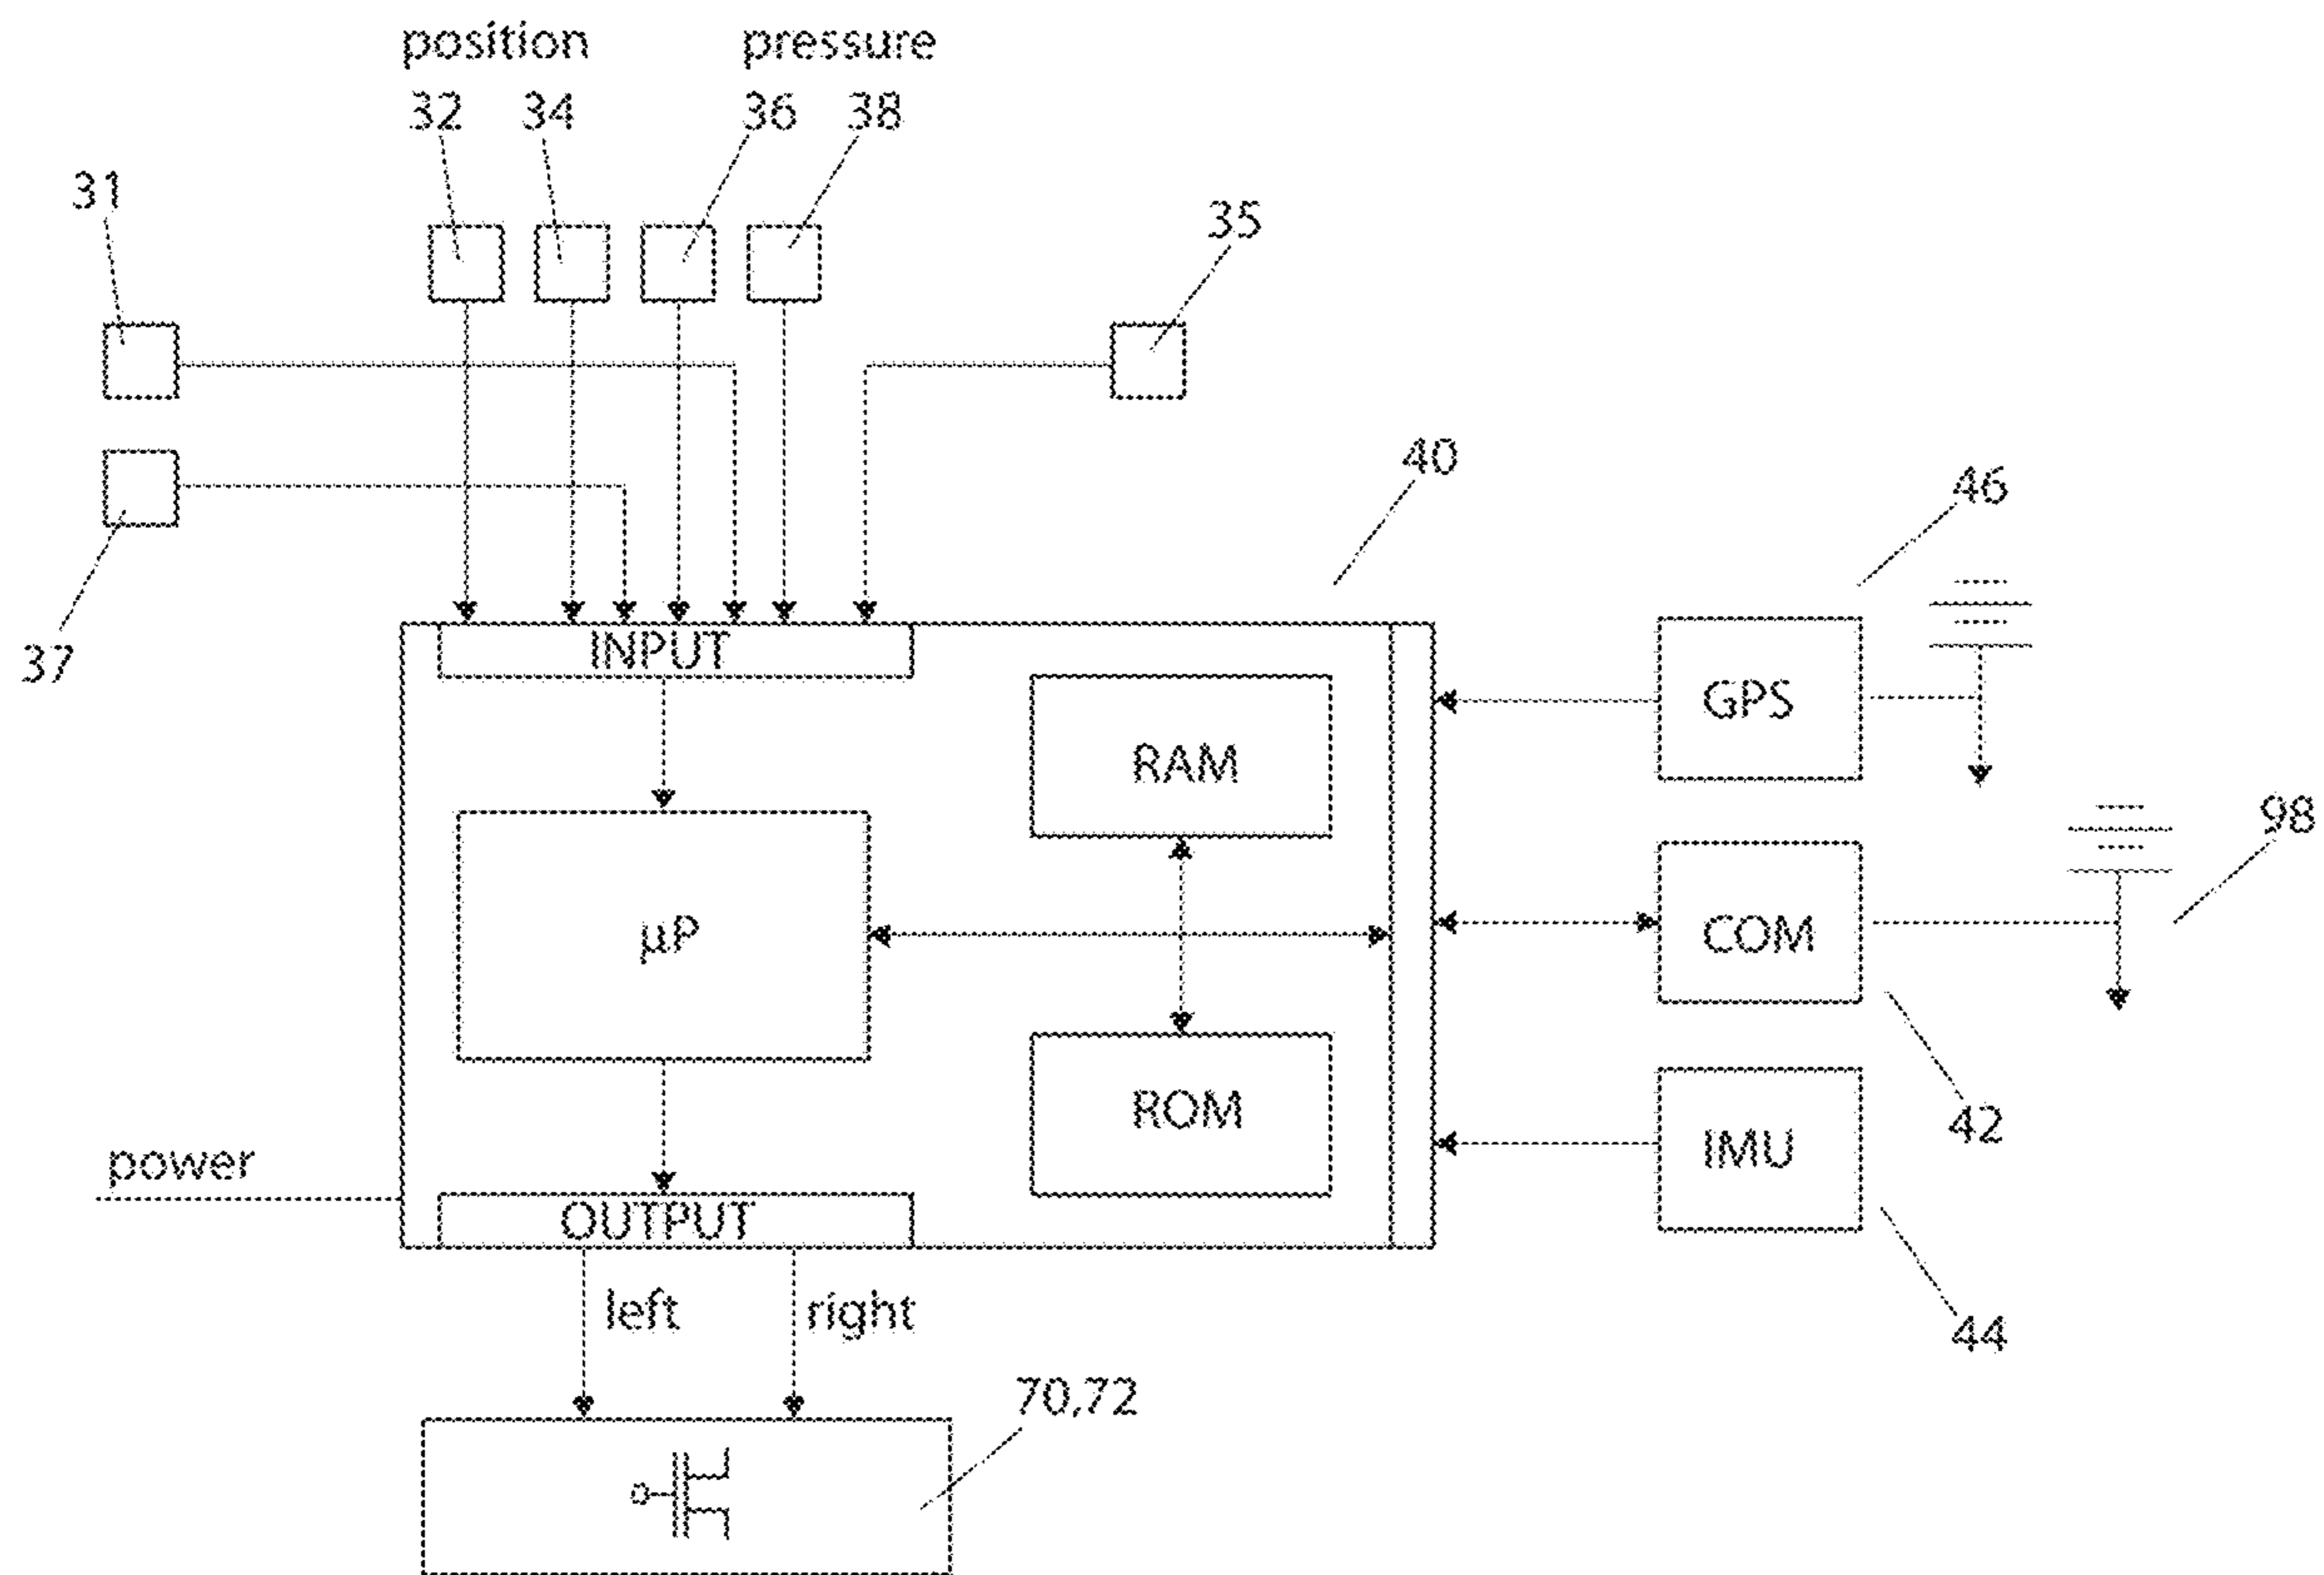 position pressure
32 34 36 38
31
35
40
46
37
INPUT
GPS
RAM
98
µP
COM
ROM
42
IMU
power
OUTPUT
left right
44
70,72